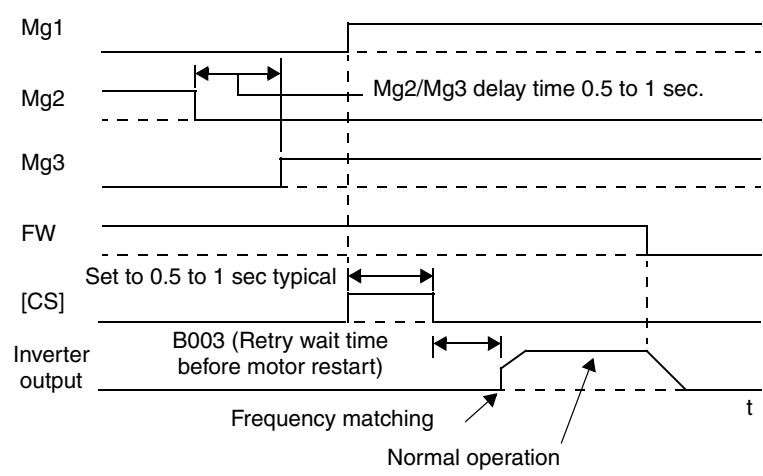 Mg1
Mg2
Mg2/Mg3 delay time 0.5 to 1 sec.
Mg3
FW
Set to 0.5 to 1 sec typical
[CS]
B003 (Retry wait time
before motor restart)
Inverter
output
t
Frequency matching
Normal operation